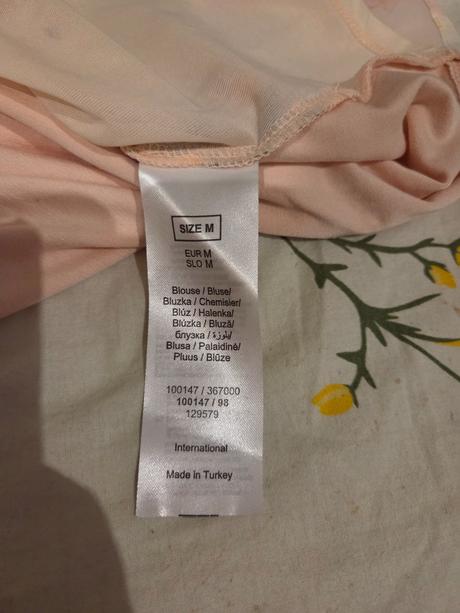 SIZE M
EUR M
SLO M
Blouse / Bluse/
Bluzka / Chemisier/
Blúz / Halenka/
Blúzka / Bluză/
блузка / بلوزة/
Blusa / Palaidinė/
Pluus / Blūze
100147 / 367000
100147 / 98
129579
International
Made in Turkey